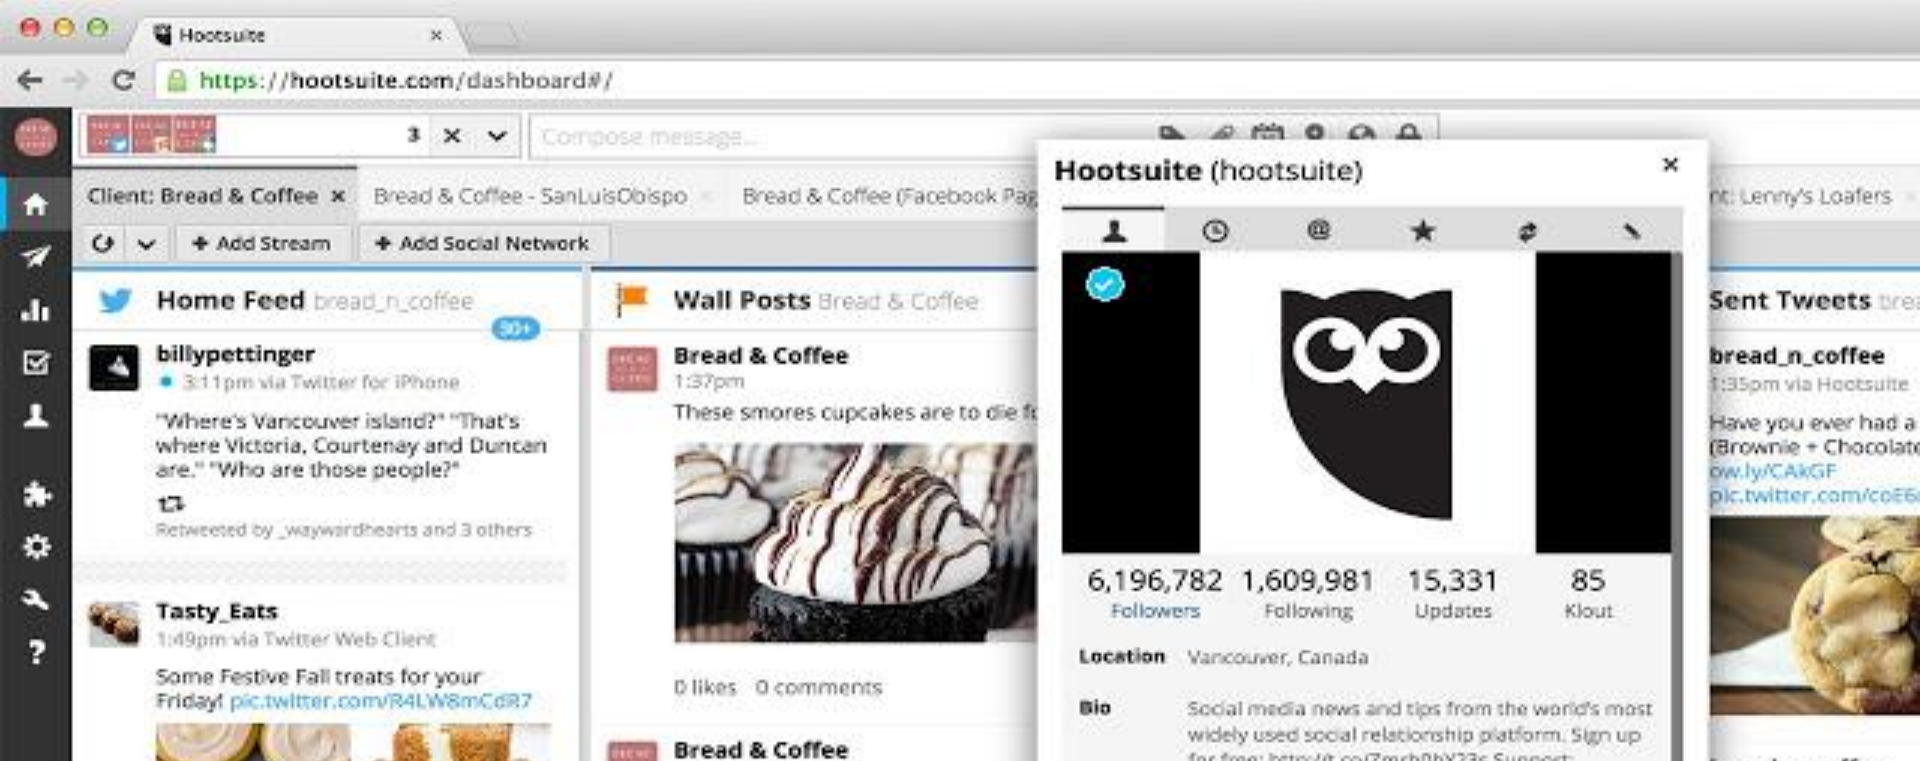 Hootsuite
https://hootsuite.com/dashboard#/
3
Compose message...
Client: Bread & Coffee
Bread & Coffee - SanLuisObispo
Bread & Coffee (Facebook Pag
nt: Lenny's Loafers
+ Add Stream
+ Add Social Network
Home Feed bread_n_coffee
90+
billypettinger
3:11pm via Twitter for iPhone
"Where's Vancouver island?" "That's
where Victoria, Courtenay and Duncan
are." "Who are those people?"
Retweeted by _waywardhearts and 3 others
Tasty_Eats
1:49pm via Twitter Web Client
Some Festive Fall treats for your
Friday! pic.twitter.com/R4LW8mCdR7
Wall Posts Bread & Coffee
Bread & Coffee
1:37pm
These smores cupcakes are to die fo
0 likes 0 comments
Bread & Coffee
Hootsuite (hootsuite)
6,196,782 1,609,981 15,331 85
Followers Following Updates Klout
Location Vancouver, Canada
Bio Social media news and tips from the world's most
widely used social relationship platform. Sign up
Sent Tweets brea
bread_n_coffee
1:35pm via Hootsuite
Have you ever had a
(Brownie + Chocolate
ow.ly/CAkGF
pic.twitter.com/coE6